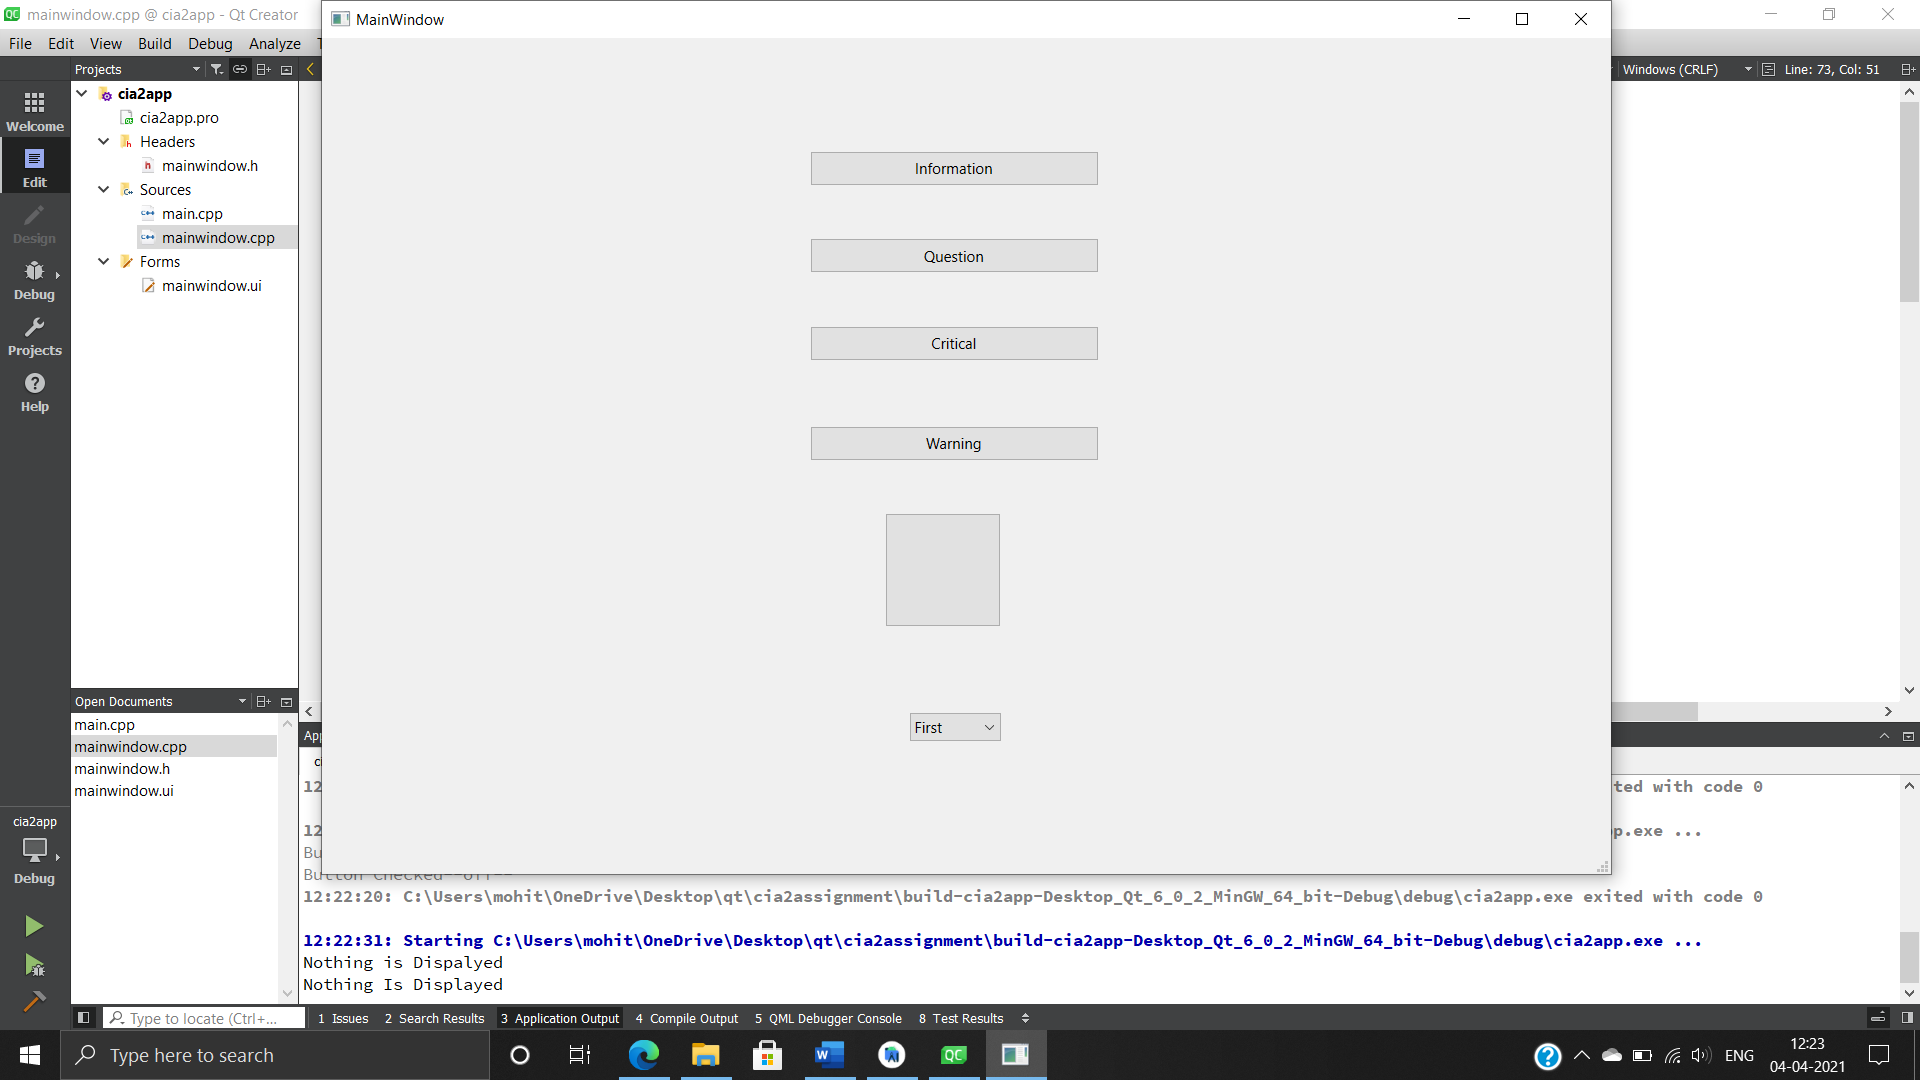 mainwindow.cpp @ cia2app - Qt Creator
MainWindow
File Edit View Build Debug Analyze
Projects
Windows (CRLF) Line: 73, Col: 51
cia2app
cia2app.pro
Headers
mainwindow.h
Sources
main.cpp
mainwindow.cpp
Forms
mainwindow.ui
Welcome
Edit
Design
Debug
Projects
Help
Information
Question
Critical
Warning
First
Open Documents
main.cpp
mainwindow.cpp
mainwindow.h
mainwindow.ui
cia2app
Debug
App
c
12 ted with code 0
12 p.exe ...
Bu
Button Checked--off--
12:22:20: C:\Users\mohit\OneDrive\Desktop\qt\cia2assignment\build-cia2app-Desktop_Qt_6_0_2_MinGW_64_bit-Debug\debug\cia2app.exe exited with code 0
12:22:31: Starting C:\Users\mohit\OneDrive\Desktop\qt\cia2assignment\build-cia2app-Desktop_Qt_6_0_2_MinGW_64_bit-Debug\debug\cia2app.exe ...
Nothing is Dispalyed
Nothing Is Displayed
Type to locate (Ctrl+... 1 Issues 2 Search Results 3 Application Output 4 Compile Output 5 QML Debugger Console 8 Test Results
Type here to search
ENG
12:23
04-04-2021